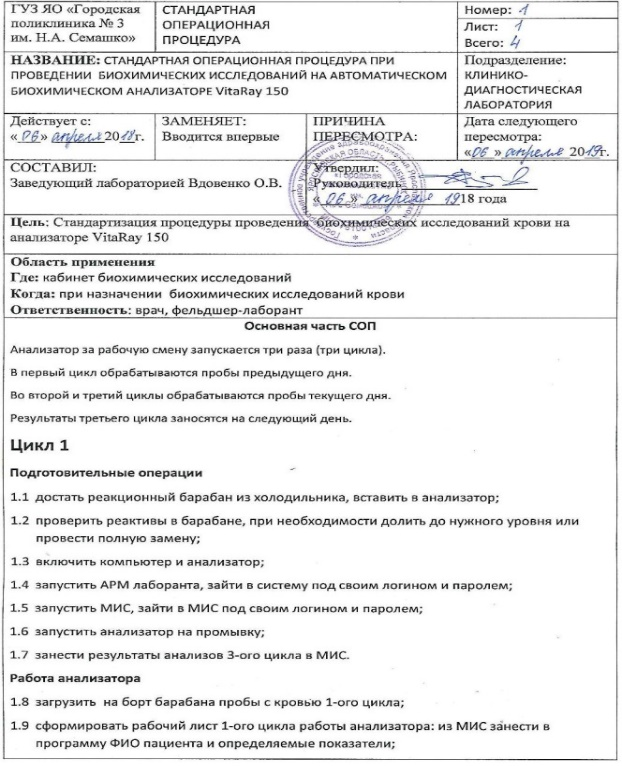 ГУЗ ЯО «Городская
поликлиника № 3
им. Н.А. Семашко»
СТАНДАРТНАЯ
ОПЕРАЦИОННАЯ
ПРОЦЕДУРА
Номер: 1
Лист: 1
Всего: 4
НАЗВАНИЕ: СТАНДАРТНАЯ ОПЕРАЦИОННАЯ ПРОЦЕДУРА ПРИ
ПРОВЕДЕНИИ БИОХИМИЧЕСКИХ ИССЛЕДОВАНИЙ НА АВТОМАТИЧЕСКОМ
БИОХИМИЧЕСКОМ АНАЛИЗАТОРЕ VitaRay 150
Подразделение:
КЛИНИКО-
ДИАГНОСТИЧЕСКАЯ
ЛАБОРАТОРИЯ
Действует с:
«06» апреля 2018г.
ЗАМЕНЯЕТ:
Вводится впервые
ПРИЧИНА
ПЕРЕСМОТРА:
Дата следующего
пересмотра:
«06» апреля 2019г.
СОСТАВИЛ:
Заведующий лабораторией Вдовенко О.В.
Утвердил:
Руководитель
«06» апреля 1918 года
Цель: Стандартизация процедуры проведения биохимических исследований крови на
анализаторе VitaRay 150
Область применения
Где: кабинет биохимических исследований
Когда: при назначении биохимических исследований крови
Ответственность: врач, фельдшер-лаборант
Основная часть СОП
Анализатор за рабочую смену запускается три раза (три цикла).
В первый цикл обрабатываются пробы предыдущего дня.
Во второй и третий циклы обрабатываются пробы текущего дня.
Результаты третьего цикла заносятся на следующий день.
Цикл 1
Подготовительные операции
1.1 достать реакционный барабан из холодильника, вставить в анализатор;
1.2 проверить реактивы в барабане, при необходимости долить до нужного уровня или
провести полную замену;
1.3 включить компьютер и анализатор;
1.4 запустить АРМ лаборанта, зайти в систему под своим логином и паролем;
1.5 запустить МИС, зайти в МИС под своим логином и паролем;
1.6 запустить анализатор на промывку;
1.7 занести результаты анализов 3-ого цикла в МИС.
Работа анализатора
1.8 загрузить на борт барабана пробы с кровью 1-ого цикла;
1.9 сформировать рабочий лист 1-ого цикла работы анализатора: из МИС занести в
программу ФИО пациента и определяемые показатели;